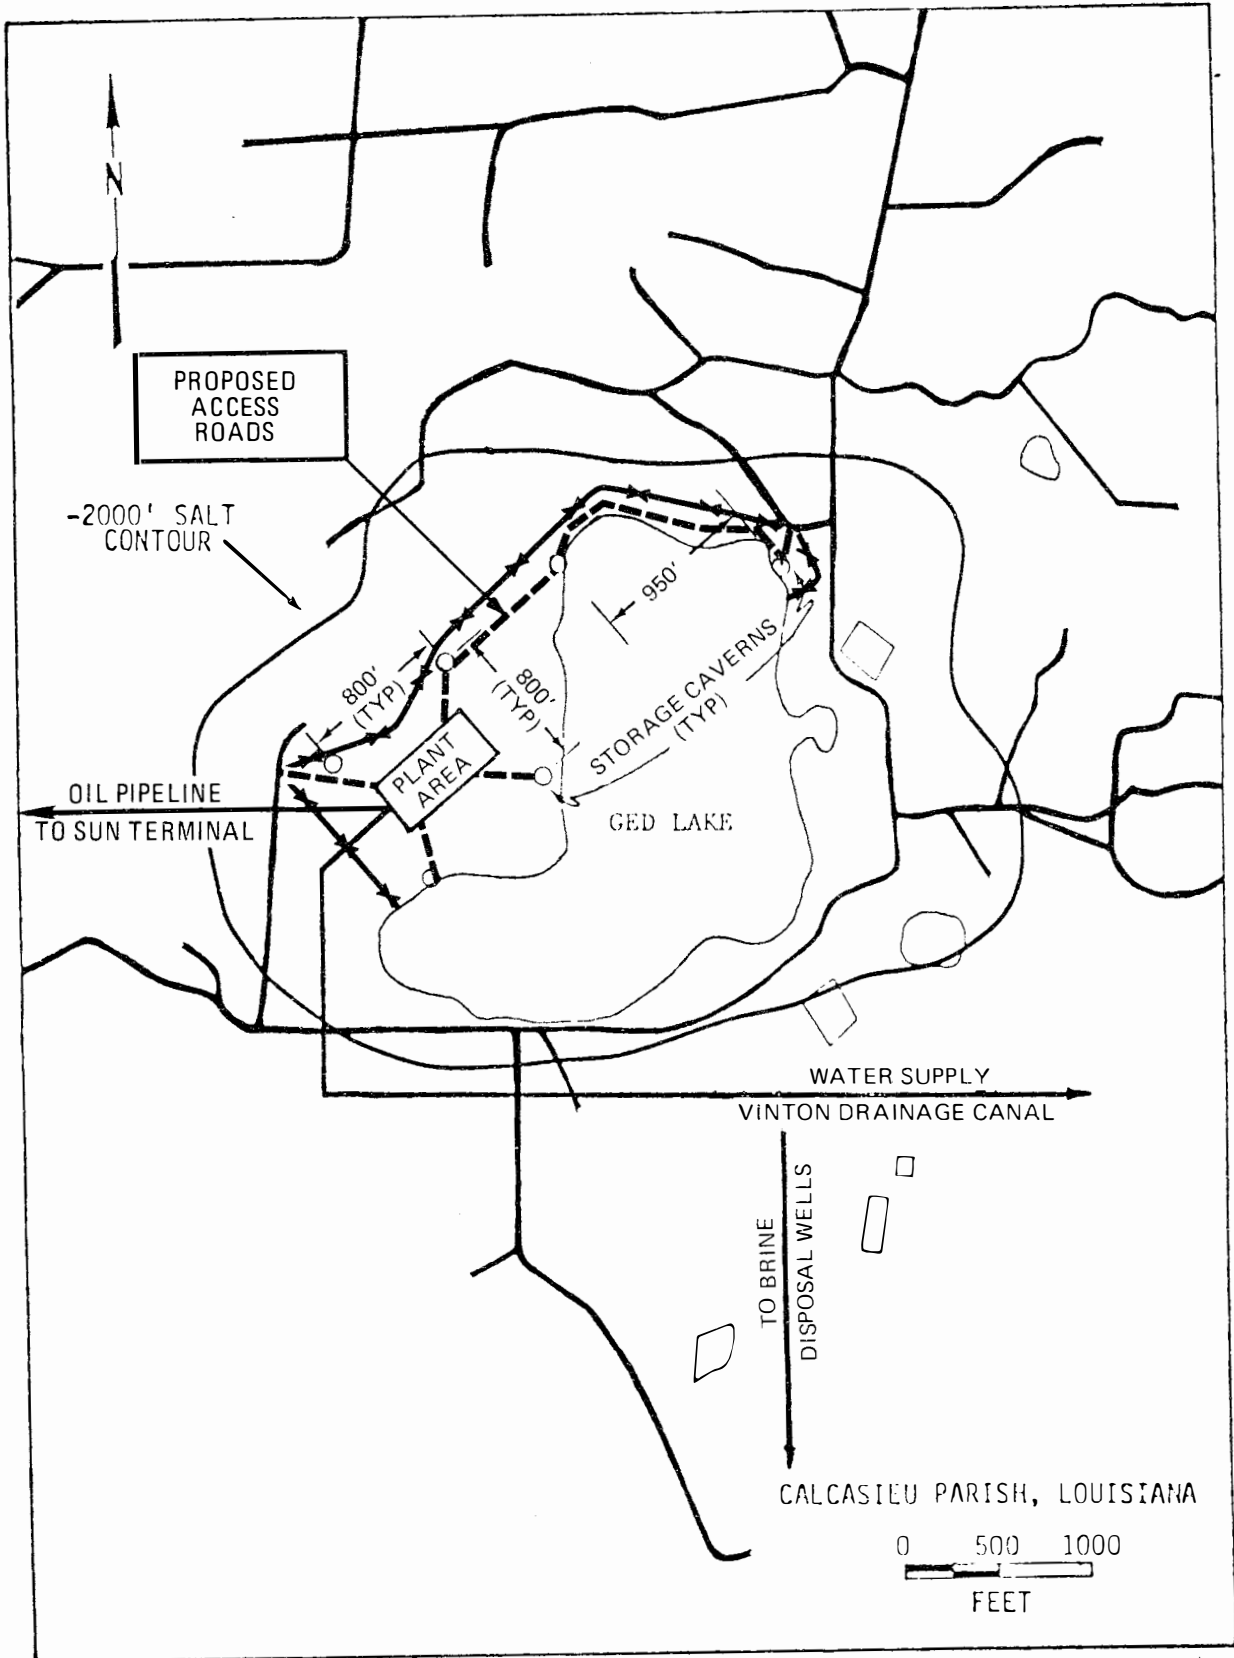 N
PROPOSED
ACCESS
ROADS
-2000' SALT
CONTOUR
950'
800'
(TYP)
800'
(TYP)
STORAGE CAVERNS
(TYP)
PLANT
AREA
OIL PIPELINE
TO SUN TERMINAL
GED LAKE
WATER SUPPLY
VINTON DRAINAGE CANAL
TO BRINE
DISPOSAL WELLS
CALCASIEU PARISH, LOUISIANA
0 500 1000
FEET